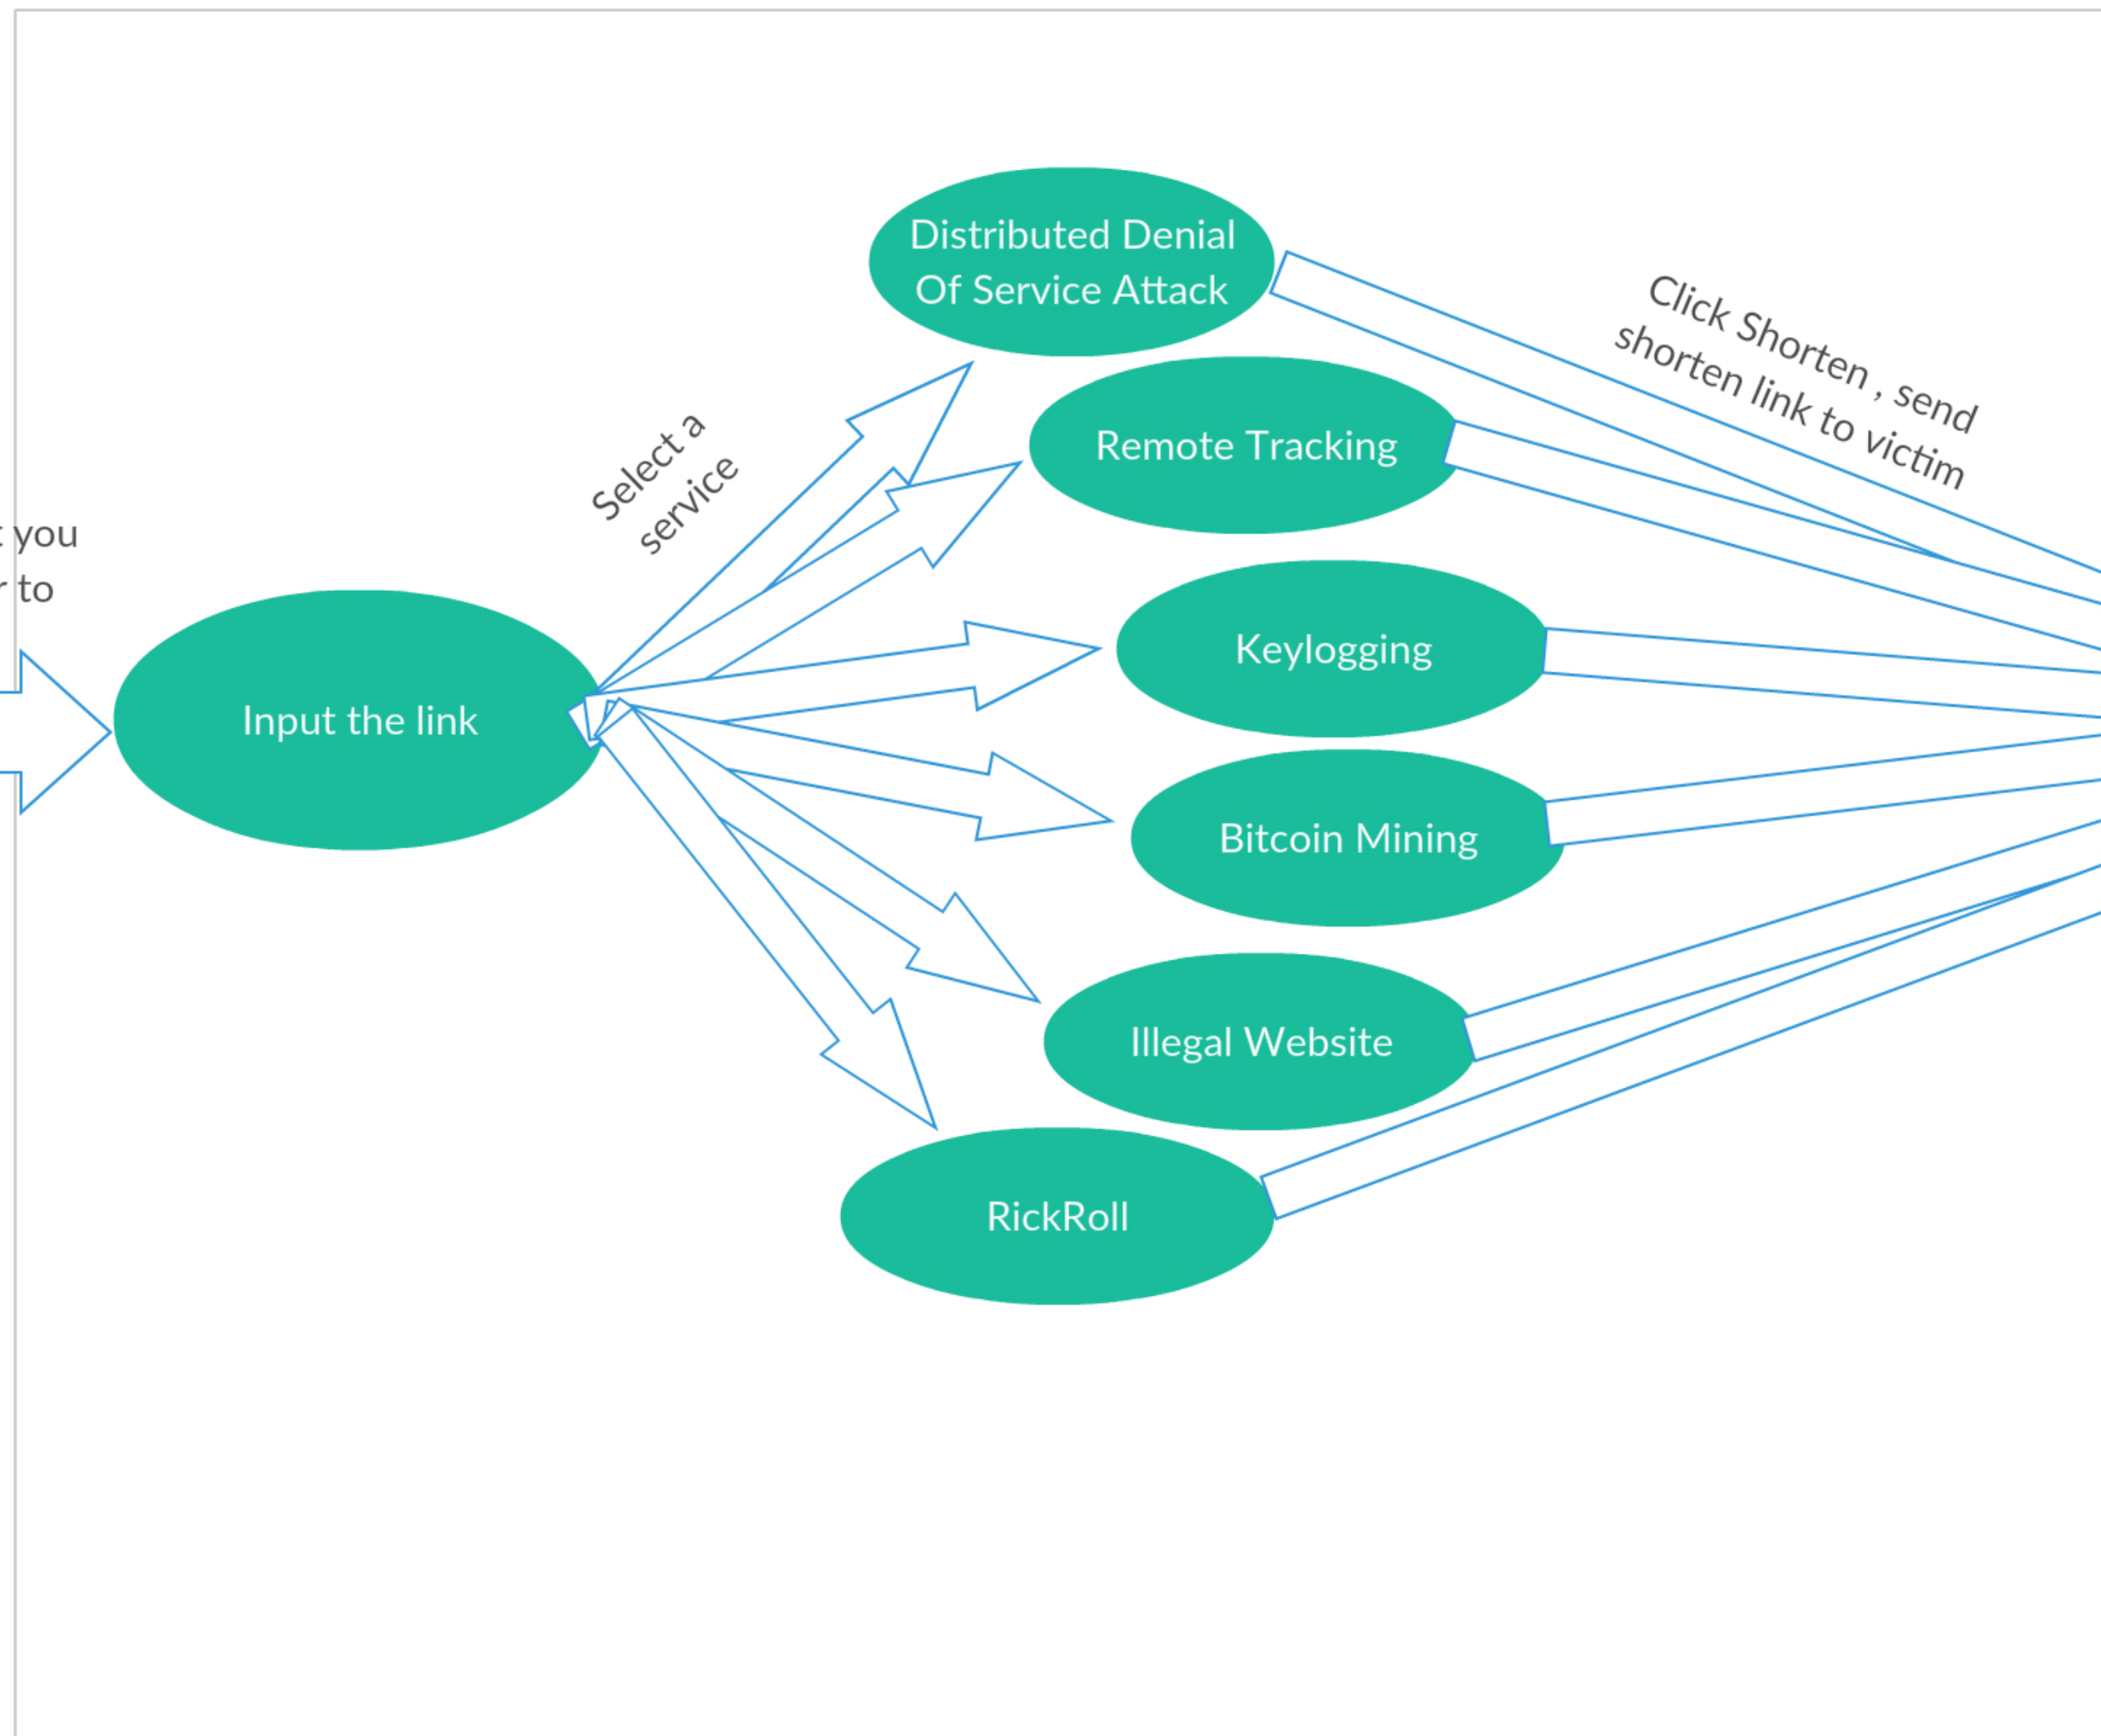 you
to
Input the link
Select a
service
Distributed Denial
Of Service Attack
Remote Tracking
Keylogging
Bitcoin Mining
Illegal Website
RickRoll
Click Shorten , send
shorten link to victim